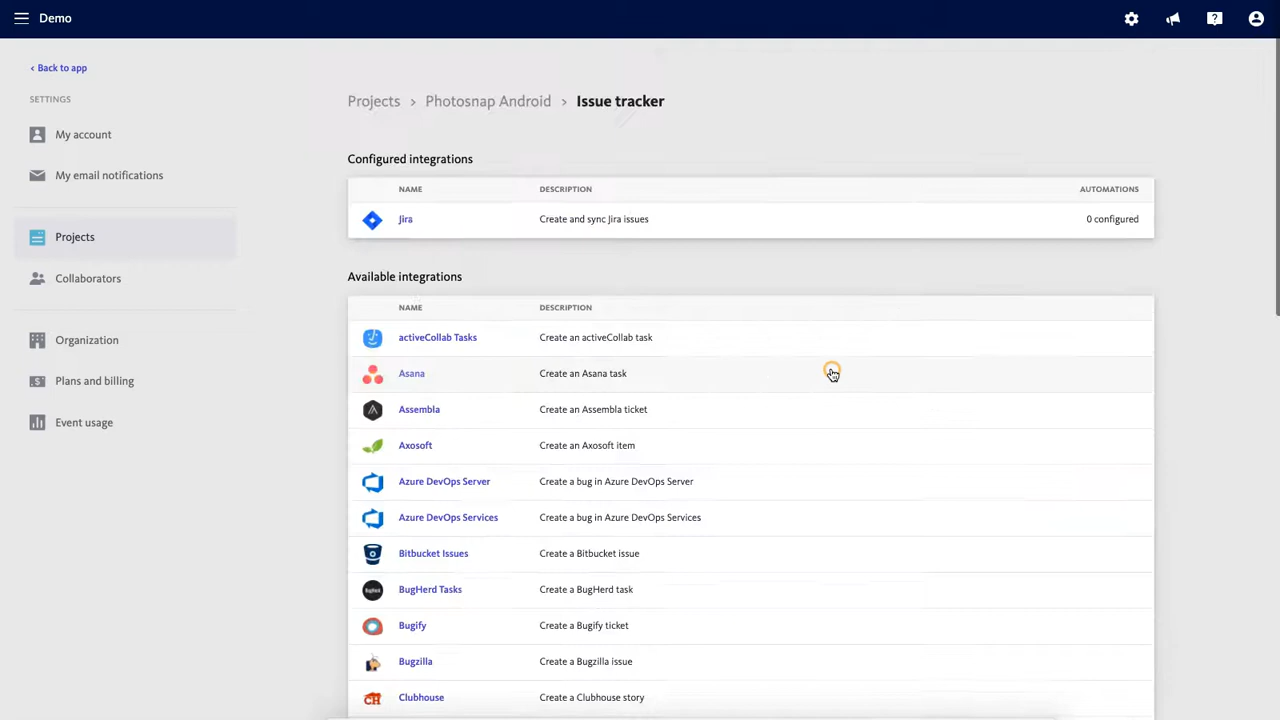 Demo
‹ Back to app
SETTINGS
My account
My email notifications
Projects
Collaborators
Organization
Plans and billing
Event usage
Projects › Photosnap Android › Issue tracker
Configured integrations
NAME DESCRIPTION AUTOMATIONS
Jira Create and sync Jira issues 0 configured
Available integrations
NAME DESCRIPTION
activeCollab Tasks Create an activeCollab task
Asana Create an Asana task
Assembla Create an Assembla ticket
Axosoft Create an Axosoft item
Azure DevOps Server Create a bug in Azure DevOps Server
Azure DevOps Services Create a bug in Azure DevOps Services
Bitbucket Issues Create a Bitbucket issue
BugHerd Tasks Create a BugHerd task
Bugify Create a Bugify ticket
Bugzilla Create a Bugzilla issue
CH Clubhouse Create a Clubhouse story